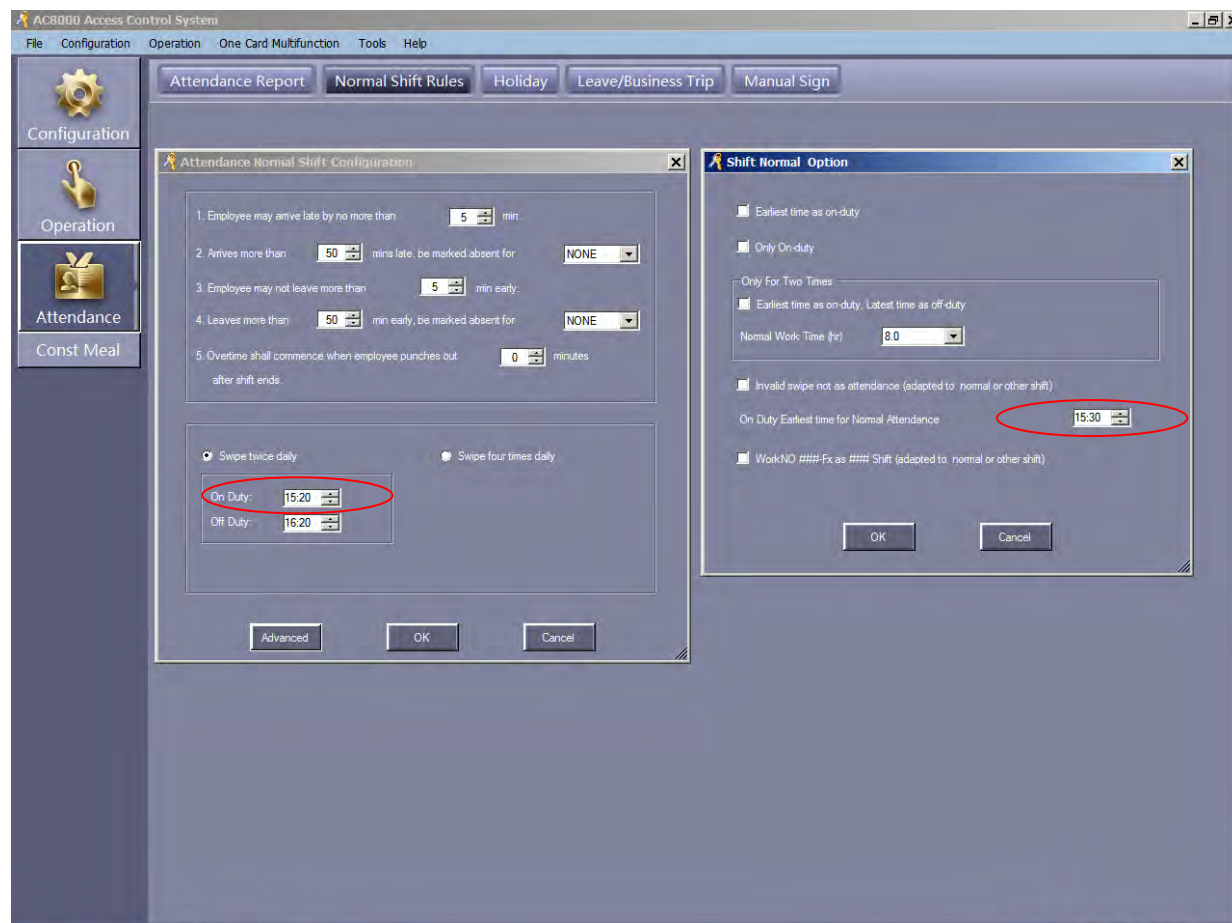 AC8000 Access Control System
File Configuration Operation One Card Multifunction Tools Help
Attendance Report Normal Shift Rules Holiday Leave/Business Trip Manual Sign
Configuration
Operation
Attendance
Const Meal
Attendance Normal Shift Configuration
1. Employee may arrive late by no more than 5 min.
2. Arrives more than 50 mins late, be marked absent for NONE
3. Employee may not leave more than 5 min early.
4. Leaves more than 50 min early, be marked absent for NONE
5. Overtime shall commence when employee punches out 0 minutes
after shift ends.
Swipe twice daily Swipe four times daily
On Duty: 15:20
Off Duty: 16:20
Advanced OK Cancel
Shift Normal Option
Earliest time as on-duty
Only On-duty
Only For Two Times
Earliest time as on-duty, Latest time as off-duty
Normal Work Time (hr) 8.0
Invalid swipe not as attendance (adapted to normal or other shift)
On Duty Earliest time for Normal Attendance 15:30
WorkNO ###-Fx as ### Shift (adapted to normal or other shift)
OK Cancel